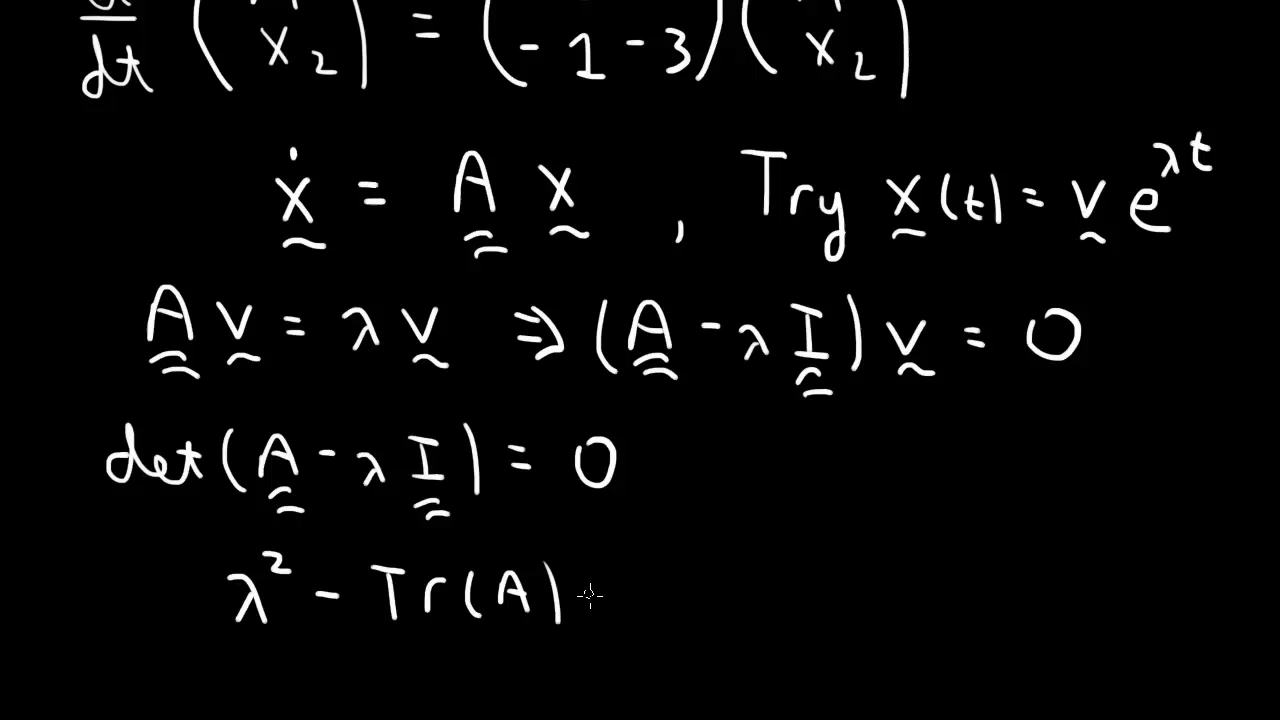 dt ( x₂ ) = ( -1 -3 ) ( x₂ )
ẋ = A x , Try x(t) = v e^λt
A v = λ v ⇒ (A - λ I) v = 0
det(A - λ I) = 0
λ² - Tr(A)